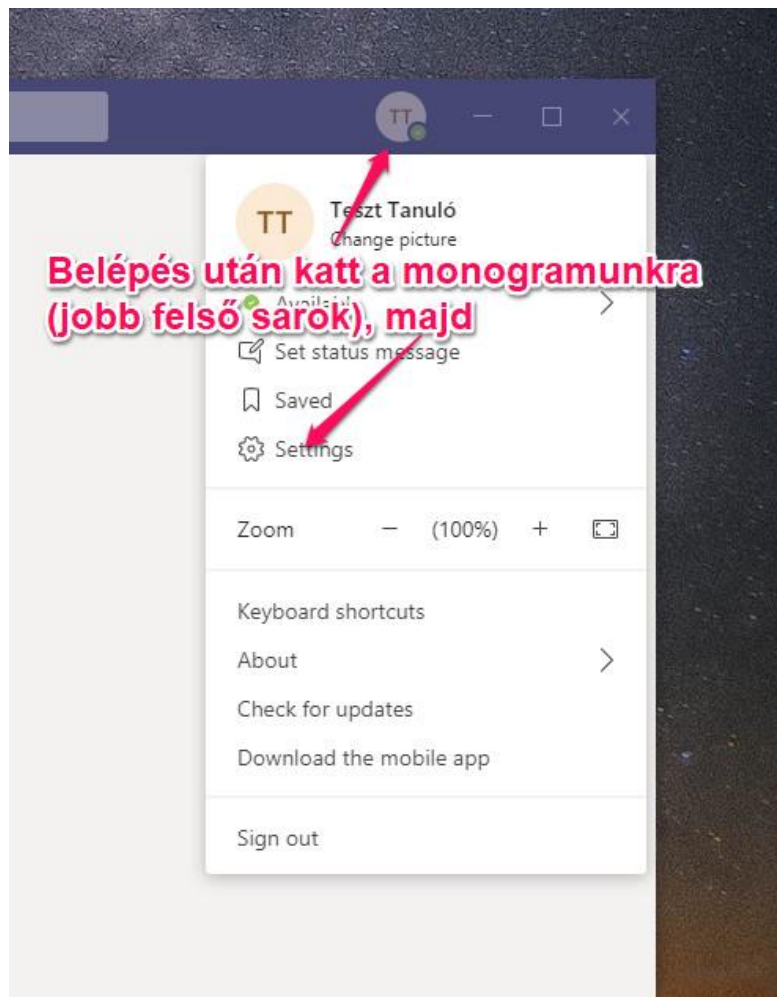 TT
TT
Teszt Tanuló
Change picture
Belépés után katt a monogramunkra
(jobb felső sarok), majd
Available
Set status message
Saved
Settings
Zoom − (100%) +
Keyboard shortcuts
About
Check for updates
Download the mobile app
Sign out